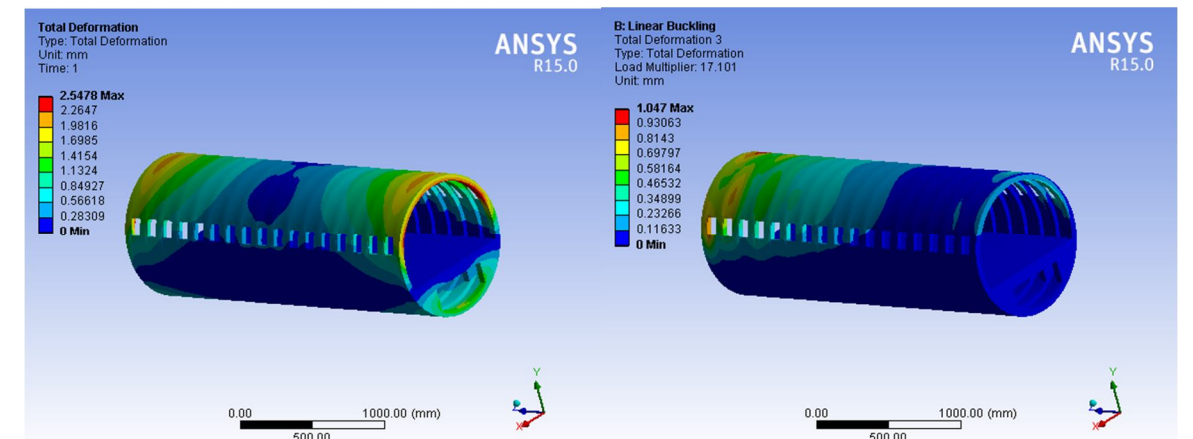 Total Deformation
Type: Total Deformation
Unit: mm
Time: 1
ANSYS
R15.0
2.5478 Max
2.2647
1.9816
1.6985
1.4154
1.1324
0.84927
0.56618
0.28309
0 Min
0.00
1000.00 (mm)
500.00
Y
X
B: Linear Buckling
Total Deformation 3
Type: Total Deformation
Load Multiplier: 17.101
Unit: mm
ANSYS
R15.0
1.047 Max
0.93063
0.8143
0.69797
0.58164
0.46532
0.34899
0.23266
0.11633
0 Min
0.00
1000.00 (mm)
500.00
Y
X